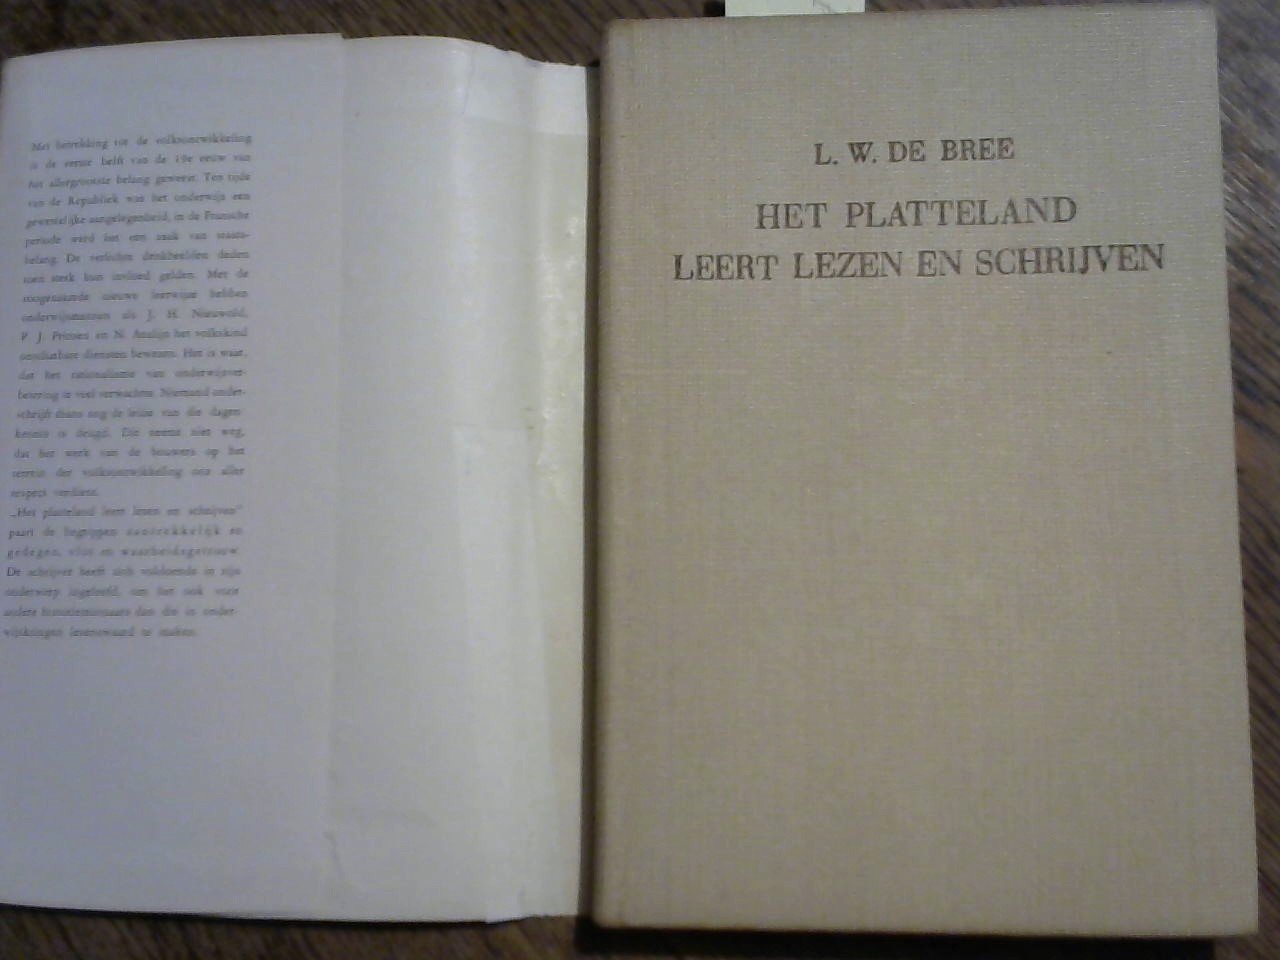 Met betrekking tot de volksontwikkeling
is de eerste helft van de 19e eeuw van
het allergrootste belang geweest. Ten tijde
van de Republiek was het onderwijs een
gewestelijke aangelegenheid, in de Fransche
periode werd het een zaak van staats-
belang. De verlichte denkbeelden deden
toen sterk hun invloed gelden. Met de
zoogenaamde nieuwe leerwijze hebben
onderwijsmannen als J. H. Nieuwold,
P. J. Prinsen en N. Anslijn het volkskind
onschatbare diensten bewezen. Het is waar,
dat het rationalisme van onderwijsver-
betering te veel verwachtte. Niemand onder-
schrijft thans nog de leuze van die dagen
kennis is deugd. Dit neemt niet weg,
dat het werk van de bouwers op het
terrein der volksontwikkeling ons aller
respect verdient.
„Het platteland leert lezen en schrijven"
paart de begrippen aantrekkelijk en
gedegen, vlot en waarheidsgetrouw.
De schrijver heeft zich voldoende in zijn
onderwerp ingeleefd, om het ook voor
andere belangstellenden dan die in onder-
wijskringen lezenswaard te maken.
L. W. DE BREE
HET PLATTELAND
LEERT LEZEN EN SCHRIJVEN